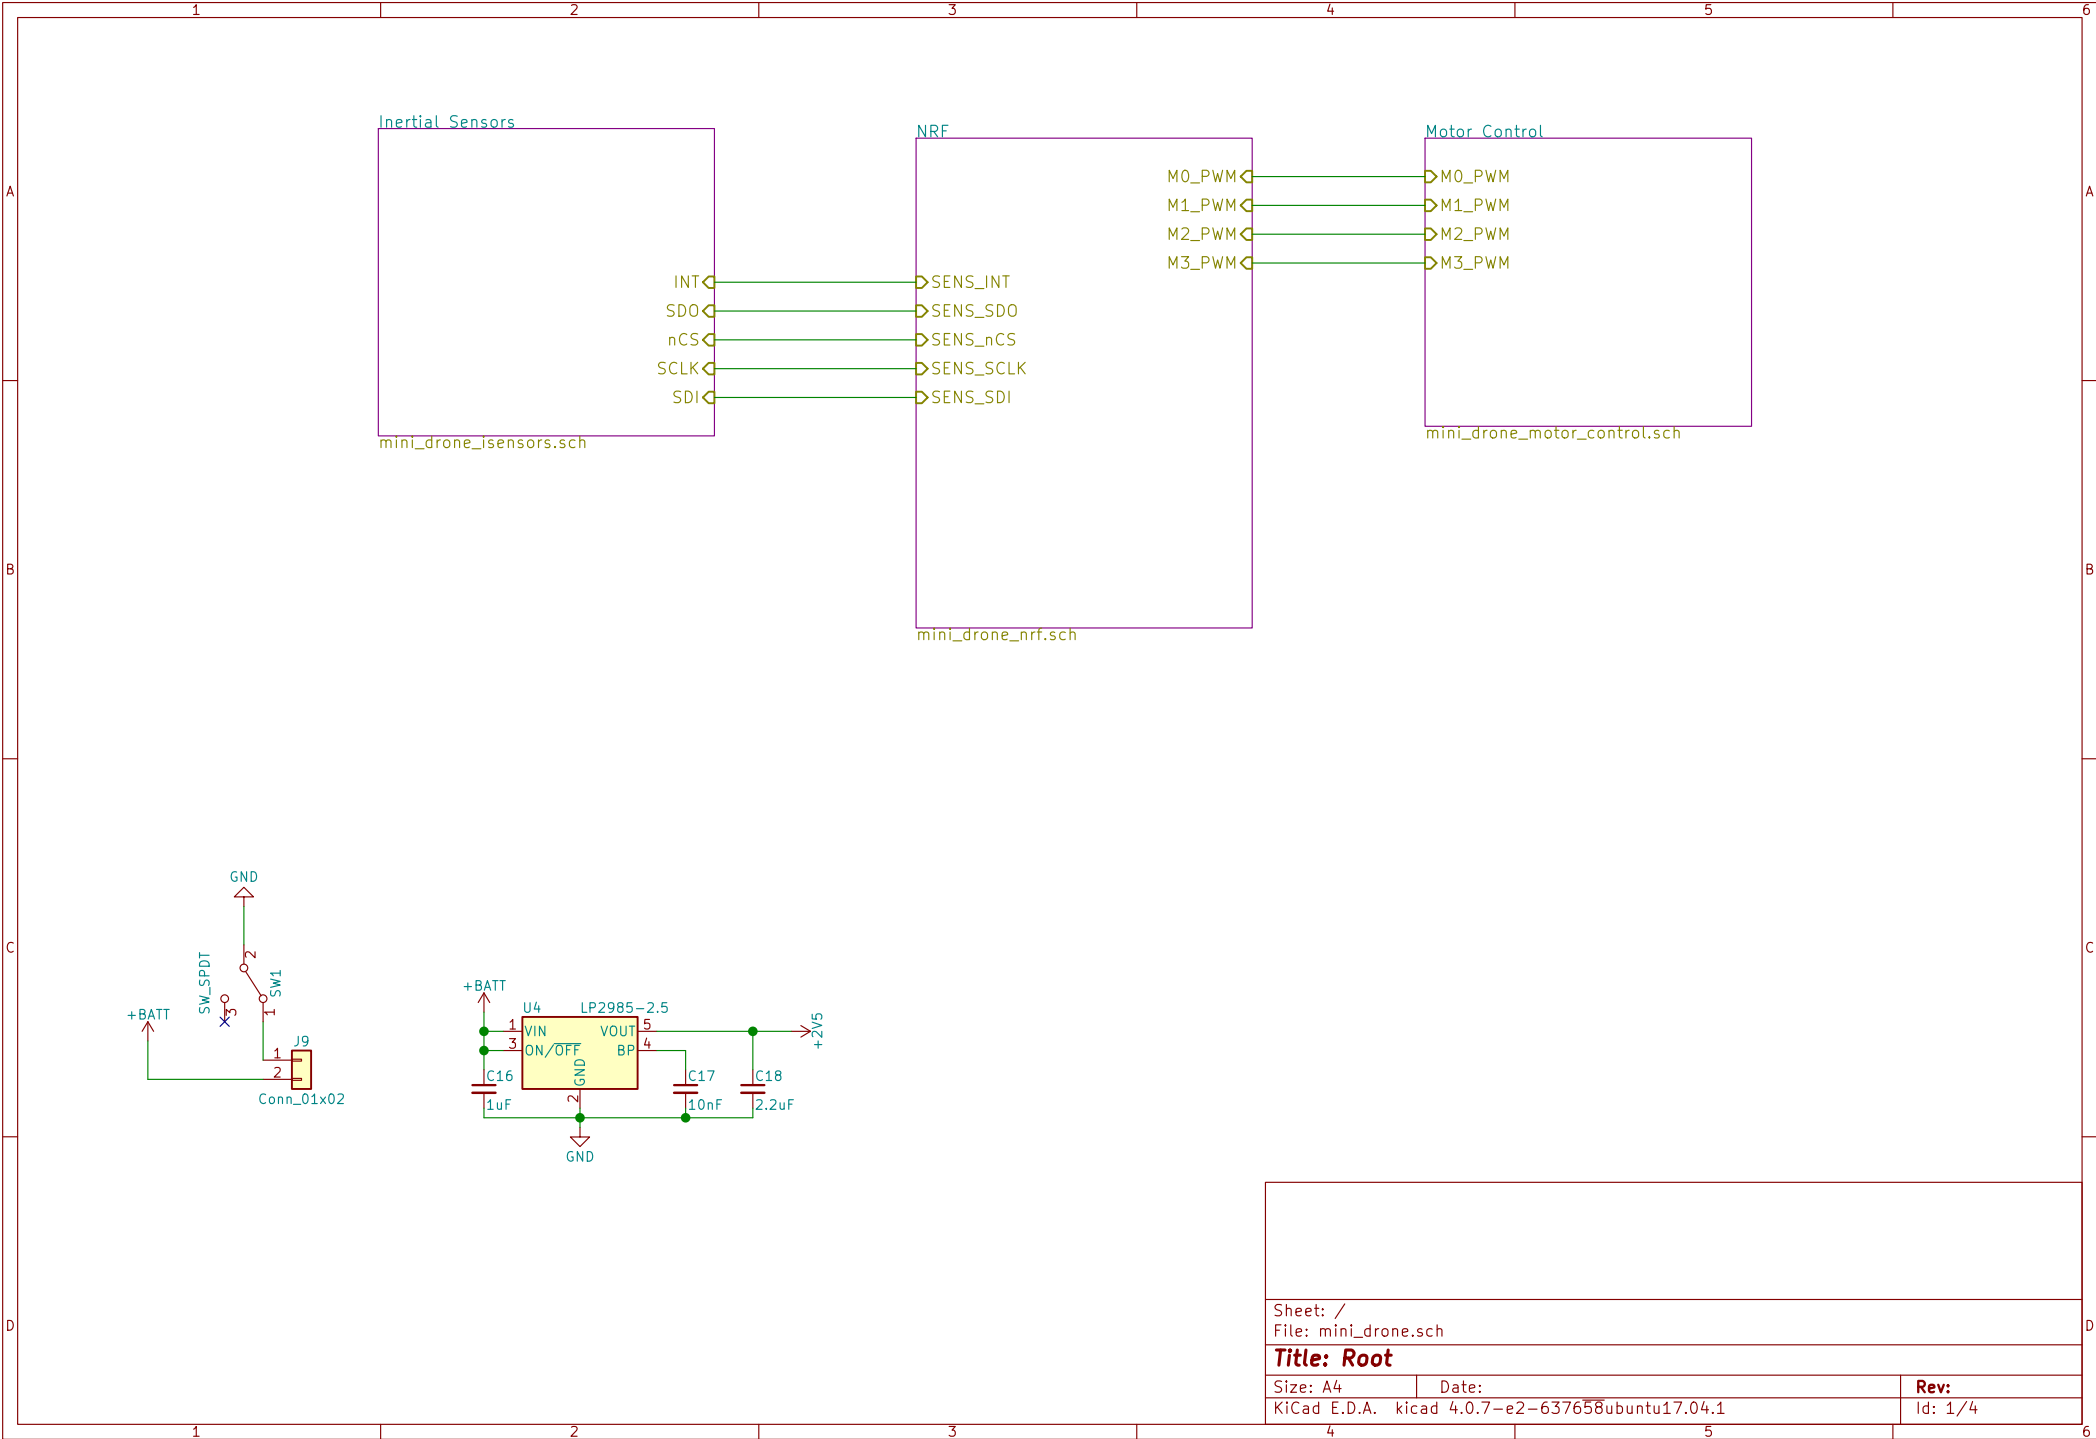 1 2 3 4 5 6
A A
B B
C C
D D
Inertial Sensors
INT
SDO
nCS
SCLK
SDI
mini_drone_isensors.sch
NRF
M0_PWM
M1_PWM
M2_PWM
M3_PWM
SENS_INT
SENS_SDO
SENS_nCS
SENS_SCLK
SENS_SDI
mini_drone_nrf.sch
Motor Control
M0_PWM
M1_PWM
M2_PWM
M3_PWM
mini_drone_motor_control.sch
GND
2
SW_SPDT
SW1
3
1
+BATT
J9
1
2
Conn_01x02
+BATT
U4 LP2985-2.5
1 VIN VOUT 5
3 ON/OFF BP 4
GND
2
+2V5
C16
1uF
C17
10nF
C18
2.2uF
GND
Sheet: /
File: mini_drone.sch
Title: Root
Size: A4 Date: Rev:
KiCad E.D.A. kicad 4.0.7-e2-637658ubuntu17.04.1 Id: 1/4
1 2 3 4 5 6